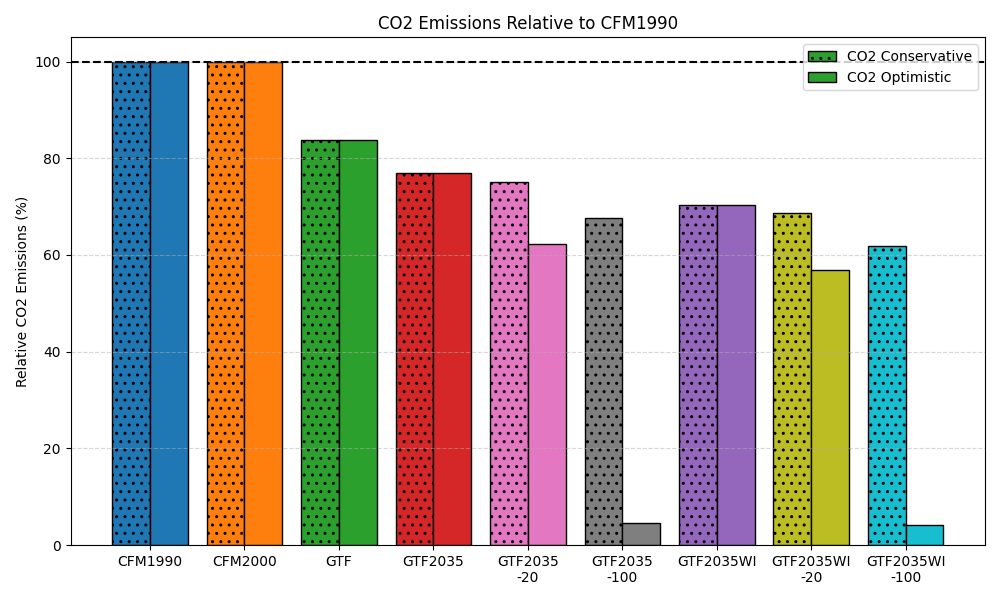 CO2 Emissions Relative to CFM1990
Relative CO2 Emissions (%)
100
80
60
40
20
0
CO2 Conservative
CO2 Optimistic
CFM1990
CFM2000
GTF
GTF2035
GTF2035
-20
GTF2035
-100
GTF2035WI
GTF2035WI
-20
GTF2035WI
-100